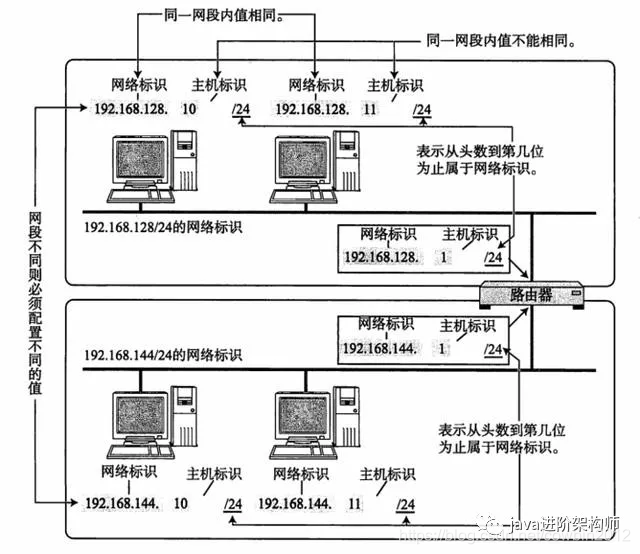 同一网段内值相同。
同一网段内值不能相同。
网络标识 主机标识 网络标识 主机标识
192.168.128. 10 /24 192.168.128. 11 /24
表示从头数到第几位
为止属于网络标识。
192.168.128/24的网络标识
网络标识 主机标识
192.168.128. 1 /24
网段不同则必须配置不同的值
路由器
网络标识 主机标识
192.168.144. 1 /24
192.168.144/24的网络标识
表示从头数到第几位
为止属于网络标识。
网络标识 主机标识 网络标识 主机标识
192.168.144. 10 /24 192.168.144. 11 /24
java进阶架构师